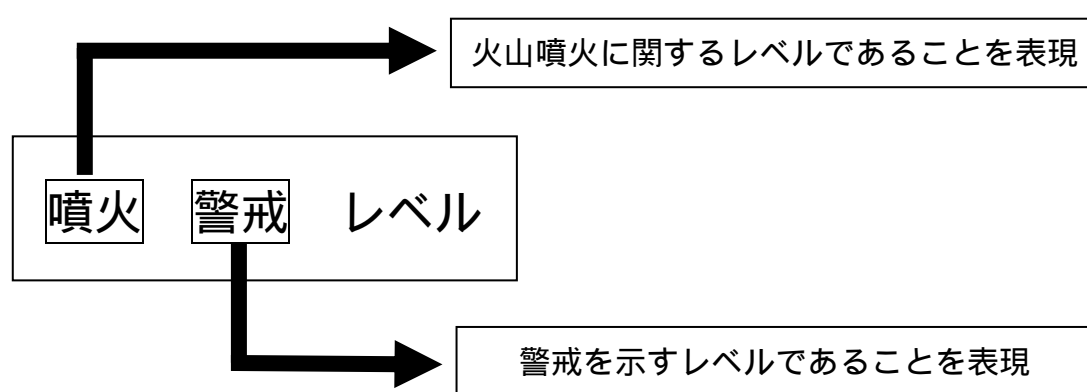 火山噴火に関するレベルであることを表現
噴火 警戒 レベル
警戒を示すレベルであることを表現